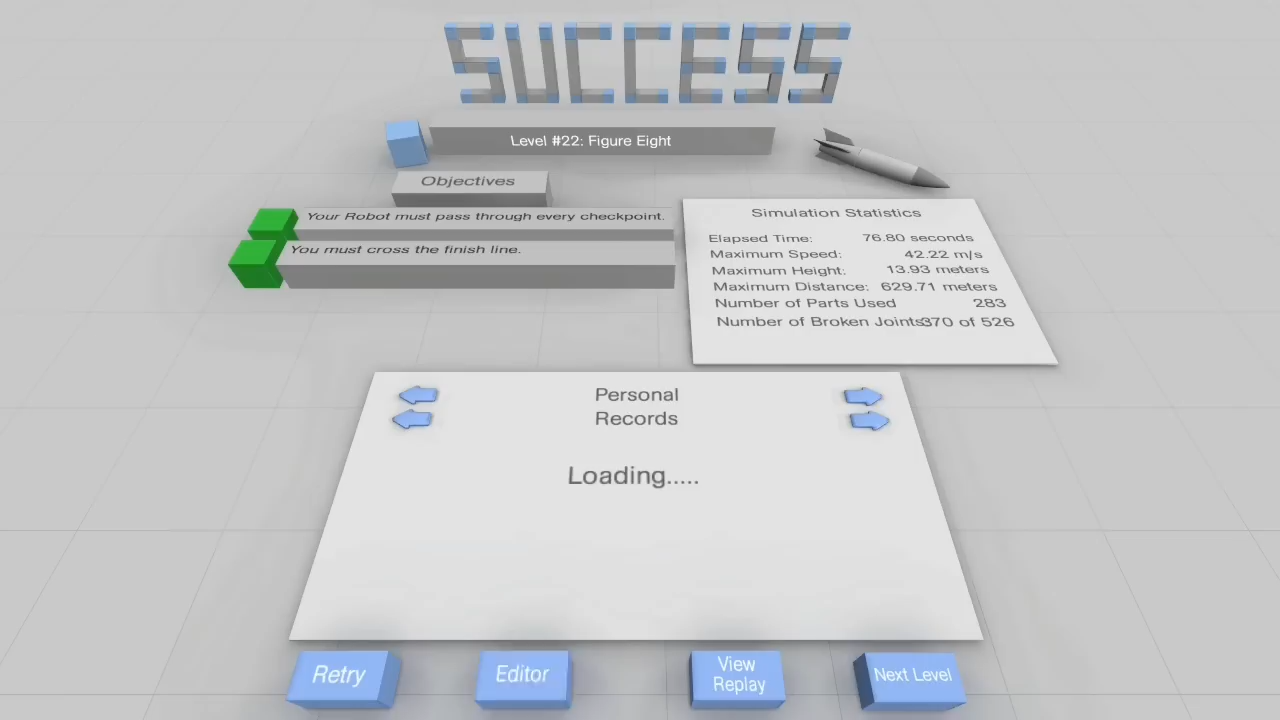 SUCCESS
Level #22: Figure Eight
Objectives
Your Robot must pass through every checkpoint.
You must cross the finish line.
Simulation Statistics
Elapsed Time: 76.80 seconds
Maximum Speed: 42.22 m/s
Maximum Height: 13.93 meters
Maximum Distance: 629.71 meters
Number of Parts Used 283
Number of Broken Joints 370 of 526
Personal
Records
Loading.....
Retry
Editor
View
Replay
Next Level